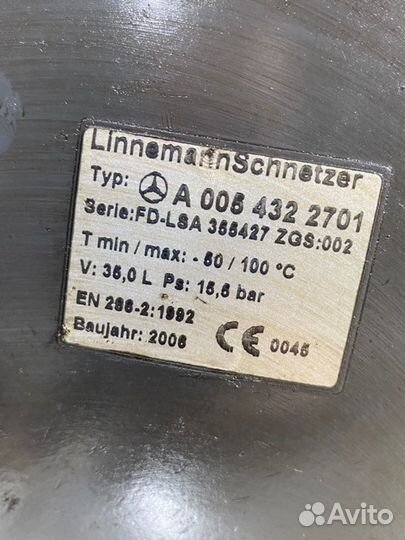 LinnemannSchnetzer
Typ: A 005 432 2701
Serie:FD-LSA 355427 ZGS:002
T min / max: - 50 / 100 °C
V: 35,0 L Ps: 15,5 bar
EN 286-2:1992
Baujahr: 2006 CE 0045
Avito